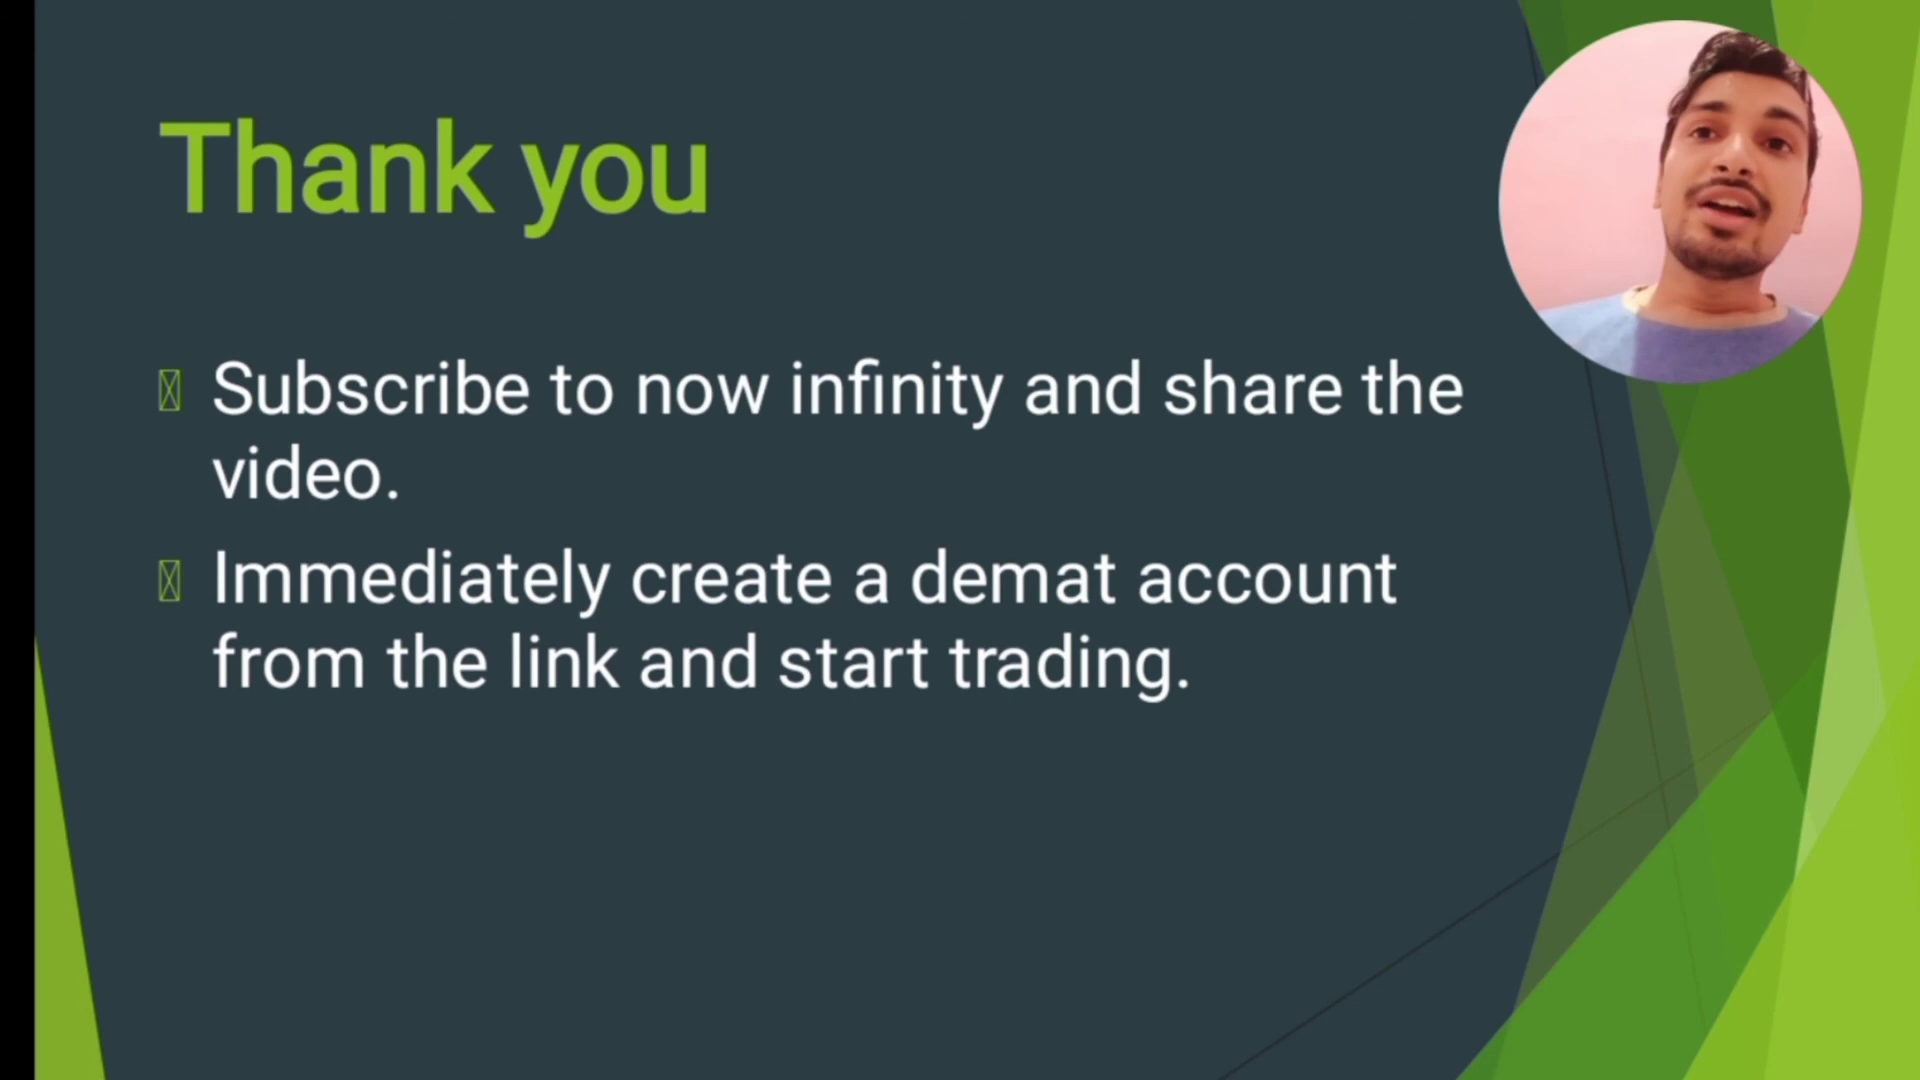 Thank you
Subscribe to now infinity and share the
video.
Immediately create a demat account
from the link and start trading.